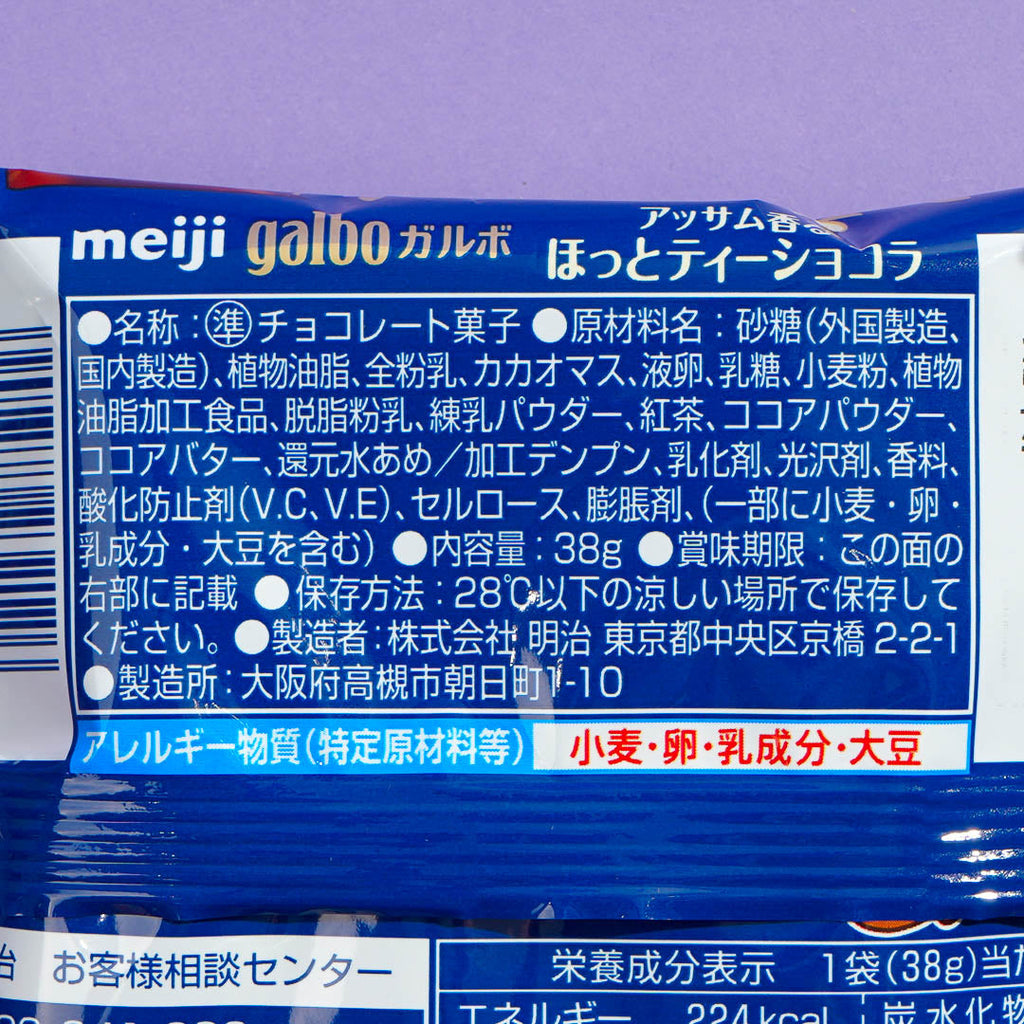 meiji galbo ガルボ アッサム香る
ほっとティーショコラ
●名称：準チョコレート菓子 ●原材料名：砂糖(外国製造、
国内製造)、植物油脂、全粉乳、カカオマス、液卵、乳糖、小麦粉、植物
油脂加工食品、脱脂粉乳、練乳パウダー、紅茶、ココアパウダー、
ココアバター、還元水あめ／加工デンプン、乳化剤、光沢剤、香料、
酸化防止剤(V.C、V.E)、セルロース、膨脹剤、(一部に小麦・卵・
乳成分・大豆を含む) ●内容量：38g ●賞味期限：この面の
右部に記載 ●保存方法：28℃以下の涼しい場所で保存して
ください。●製造者：株式会社 明治 東京都中央区京橋 2-2-1
●製造所：大阪府高槻市朝日町1-10
アレルギー物質(特定原材料等) 小麦・卵・乳成分・大豆
治 お客様相談センター
栄養成分表示 1袋(38g)当た
エネルギー 224kcal 炭水化物